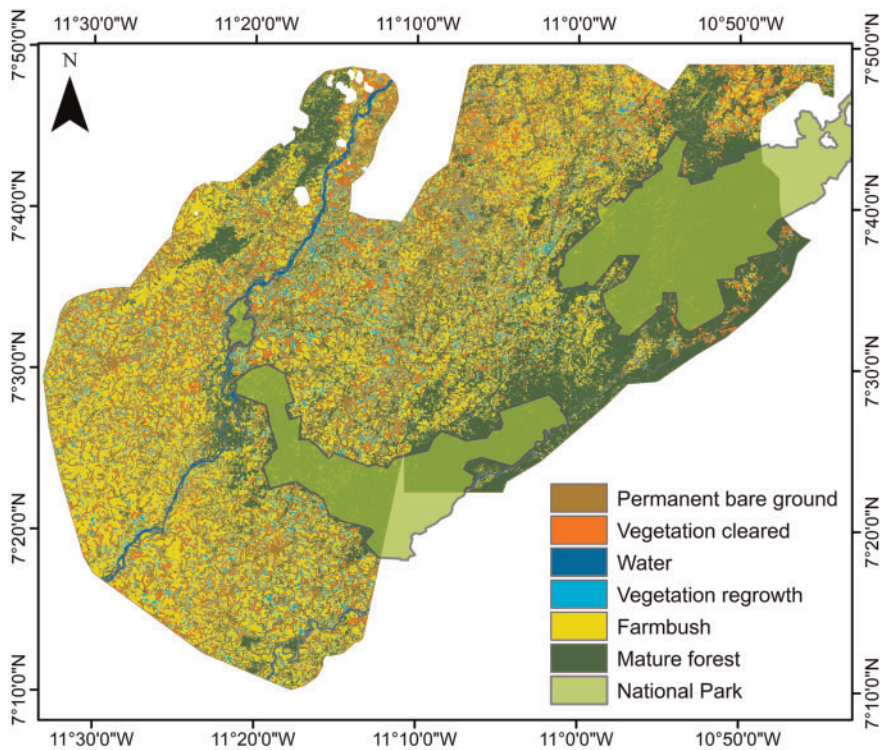 11°30'0"W 11°20'0"W 11°10'0"W 11°0'0"W 10°50'0"W
7°50'0"N 7°50'0"N
N
7°40'0"N 7°40'0"N
7°30'0"N 7°30'0"N
7°20'0"N 7°20'0"N
7°10'0"N 7°10'0"N
Permanent bare ground
Vegetation cleared
Water
Vegetation regrowth
Farmbush
Mature forest
National Park
11°30'0"W 11°20'0"W 11°10'0"W 11°0'0"W 10°50'0"W